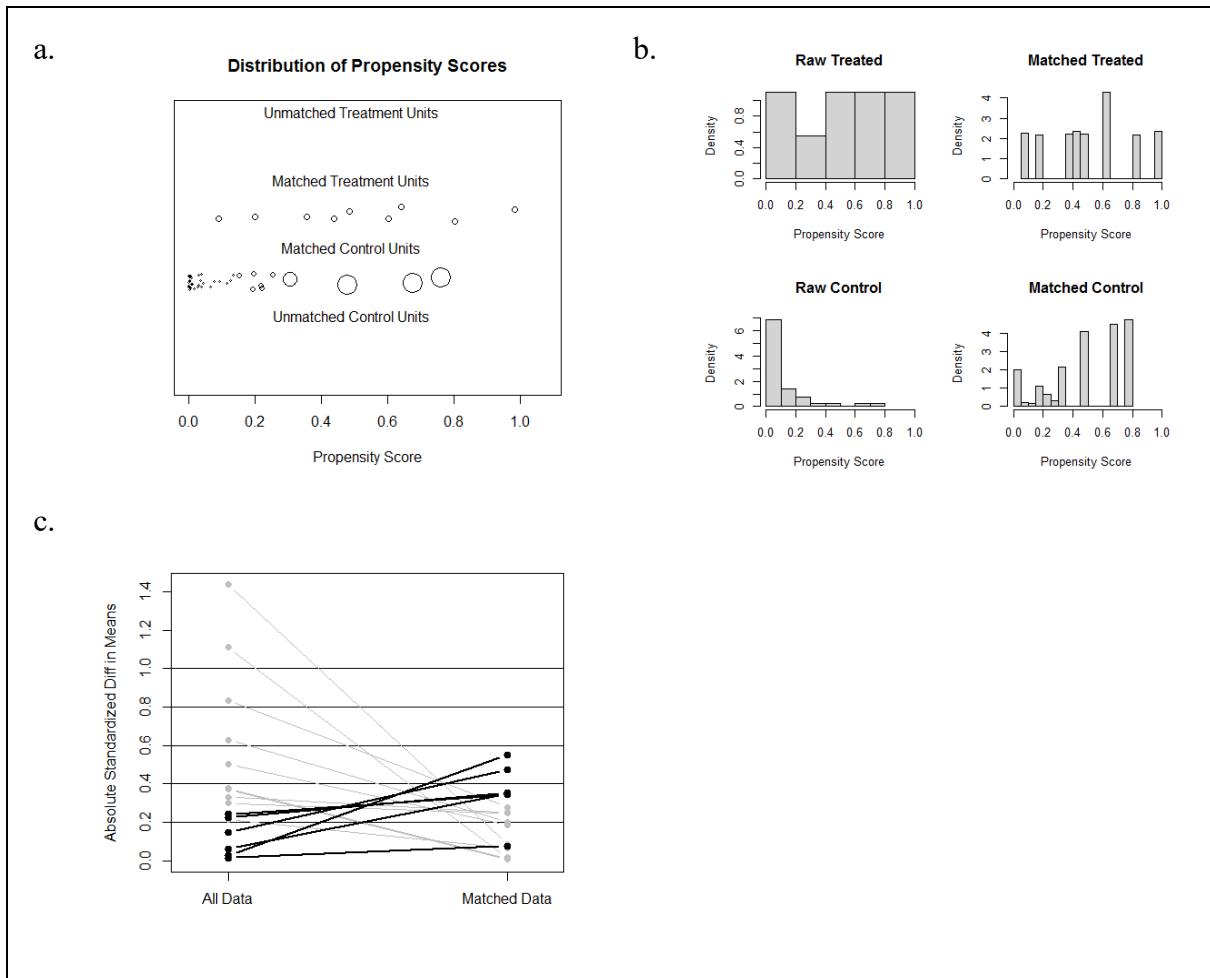 a.
Distribution of Propensity Scores
Unmatched Treatment Units
Matched Treatment Units
Matched Control Units
Unmatched Control Units
0.0 0.2 0.4 0.6 0.8 1.0
Propensity Score
b.
Raw Treated
Density
0.0 0.4 0.8
0.0 0.2 0.4 0.6 0.8 1.0
Propensity Score
Matched Treated
Density
0 1 2 3 4
0.0 0.2 0.4 0.6 0.8 1.0
Propensity Score
Raw Control
Density
0 2 4 6
0.0 0.2 0.4 0.6 0.8 1.0
Propensity Score
Matched Control
Density
0 1 2 3 4
0.0 0.2 0.4 0.6 0.8 1.0
Propensity Score
c.
Absolute Standardized Diff in Means
0.0 0.2 0.4 0.6 0.8 1.0 1.2 1.4
All Data Matched Data